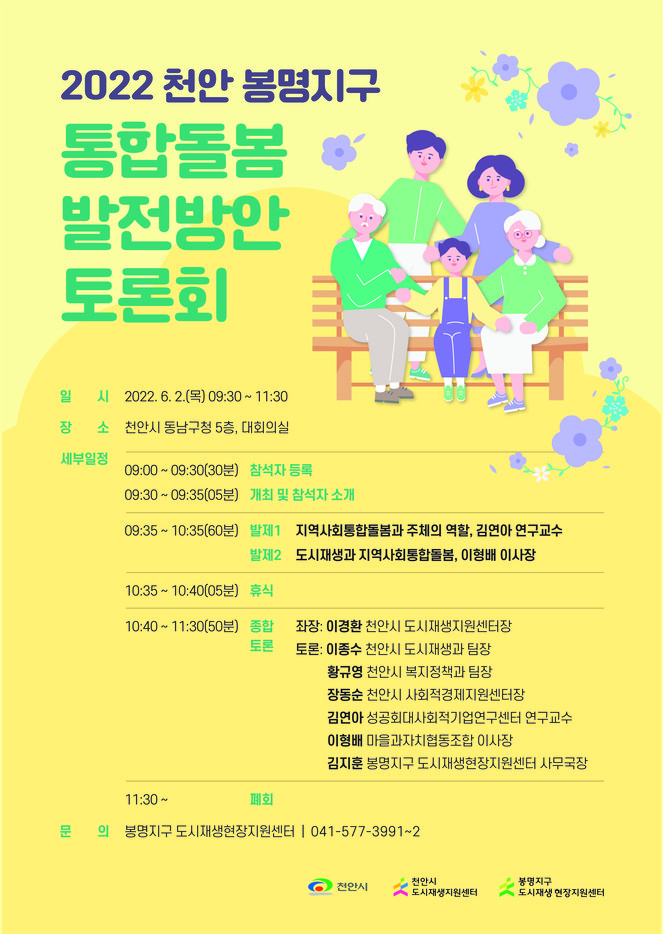 2022 천안 봉명지구
통합돌봄
발전방안
토론회
일 시 2022. 6. 2.(목) 09:30 ~ 11:30
장 소 천안시 동남구청 5층, 대회의실
세부일정
09:00 ~ 09:30(30분) 참석자 등록
09:30 ~ 09:35(05분) 개최 및 참석자 소개
09:35 ~ 10:35(60분) 발제1 지역사회통합돌봄과 주체의 역할, 김연아 연구교수
발제2 도시재생과 지역사회통합돌봄, 이형배 이사장
10:35 ~ 10:40(05분) 휴식
10:40 ~ 11:30(50분) 종합 좌장: 이경환 천안시 도시재생지원센터장
토론 토론: 이종수 천안시 도시재생과 팀장
황규영 천안시 복지정책과 팀장
장동순 천안시 사회적경제지원센터장
김연아 성공회대사회적기업연구센터 연구교수
이형배 마을과자치협동조합 이사장
김지훈 봉명지구 도시재생현장지원센터 사무국장
11:30 ~ 폐회
문 의 봉명지구 도시재생현장지원센터 | 041-577-3991~2
천안시
천안시
도시재생지원센터
봉명지구
도시재생 현장지원센터